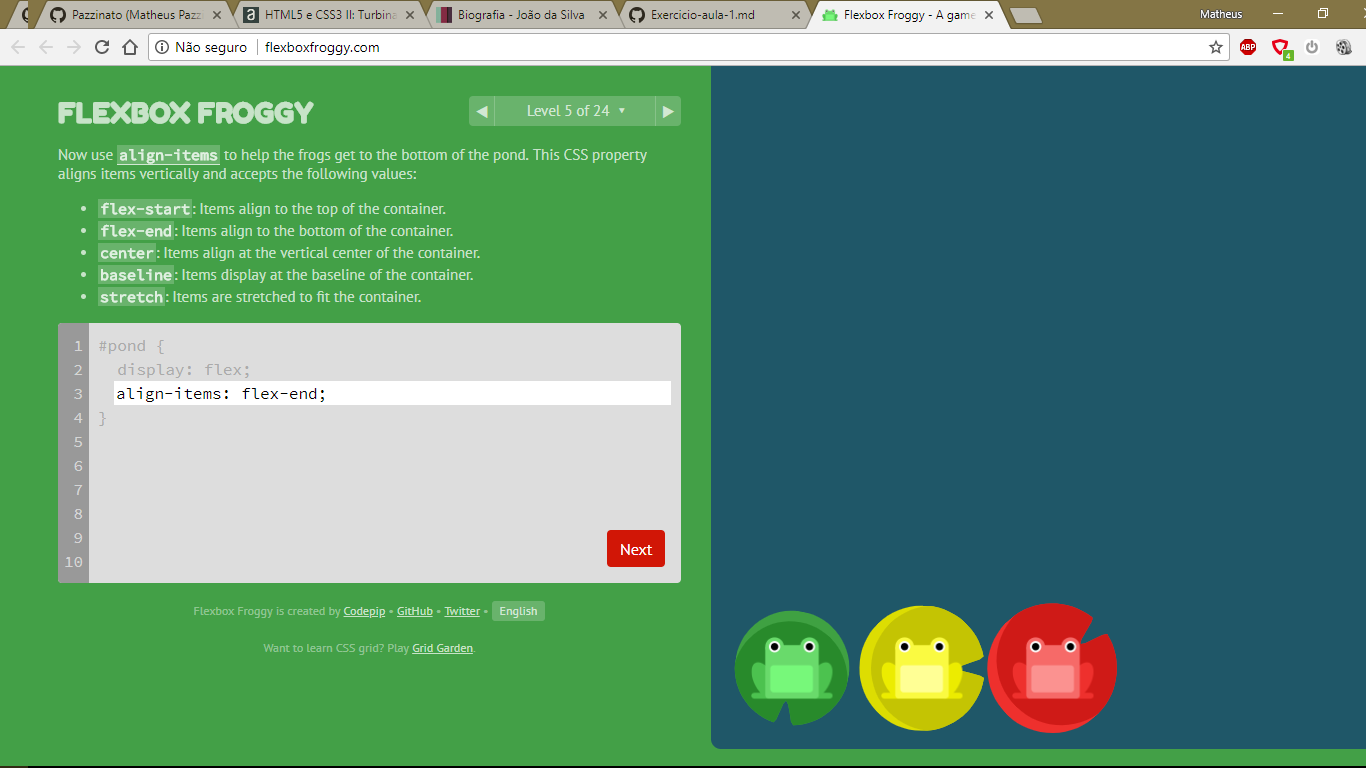 Pazzinato (Matheus Pazz
HTML5 e CSS3 II: Turbina
Biografia - João da Silva
Exercicio-aula-1.md
Flexbox Froggy - A game
Matheus
Não seguro
flexboxfroggy.com
ABP
4
FLEXBOX FROGGY
Level 5 of 24
Now use align-items to help the frogs get to the bottom of the pond. This CSS property
aligns items vertically and accepts the following values:
• flex-start: Items align to the top of the container.
• flex-end: Items align to the bottom of the container.
• center: Items align at the vertical center of the container.
• baseline: Items display at the baseline of the container.
• stretch: Items are stretched to fit the container.
1 #pond {
2 display: flex;
3 align-items: flex-end;
4 }
5
6
7
8
9
10
Next
Flexbox Froggy is created by Codepip • GitHub • Twitter • English
Want to learn CSS grid? Play Grid Garden.